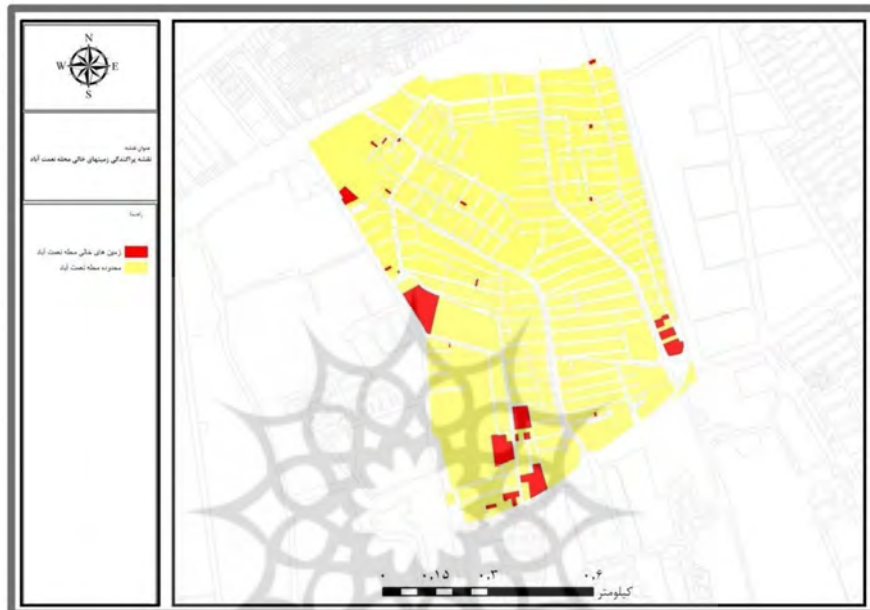 N
W E
S
عنوان نقشه
نقشه پراکندگی زمینهای خالی محله نعمت آباد
راهنما
زمین های خالی محله نعمت آباد
محدوده محله نعمت آباد
۰ ۰.۱۵ ۰.۳ ۰.۶
کیلومتر